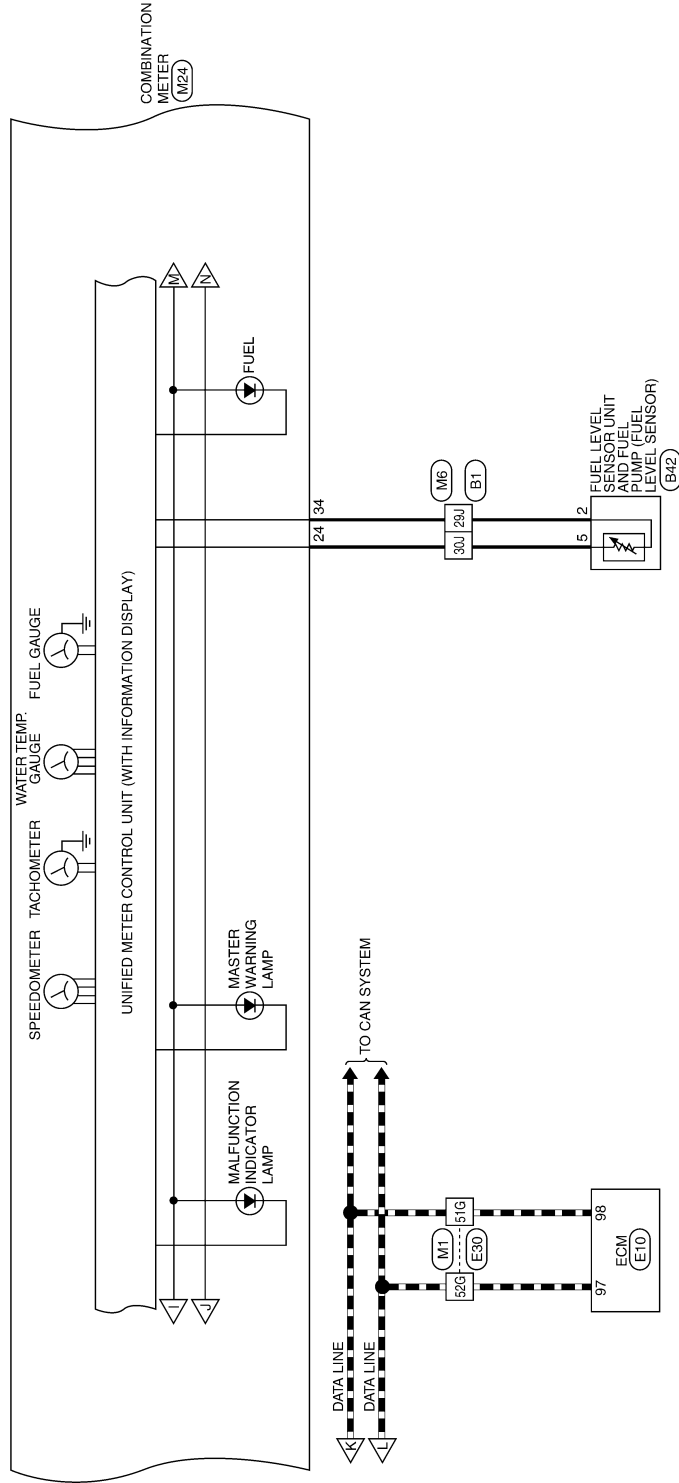 COMBINATION
METER
M24
SPEEDOMETER
TACHOMETER
WATER TEMP.
GAUGE
FUEL GAUGE
UNIFIED METER CONTROL UNIT (WITH INFORMATION DISPLAY)
I
J
M
N
MALFUNCTION
INDICATOR
LAMP
MASTER
WARNING
LAMP
FUEL
24
34
M6
B1
30J
29J
5
2
FUEL LEVEL
SENSOR UNIT
AND FUEL
PUMP (FUEL
LEVEL SENSOR)
B42
K
DATA LINE
L
DATA LINE
TO CAN SYSTEM
M1
E30
52G
51G
97
98
ECM
E10